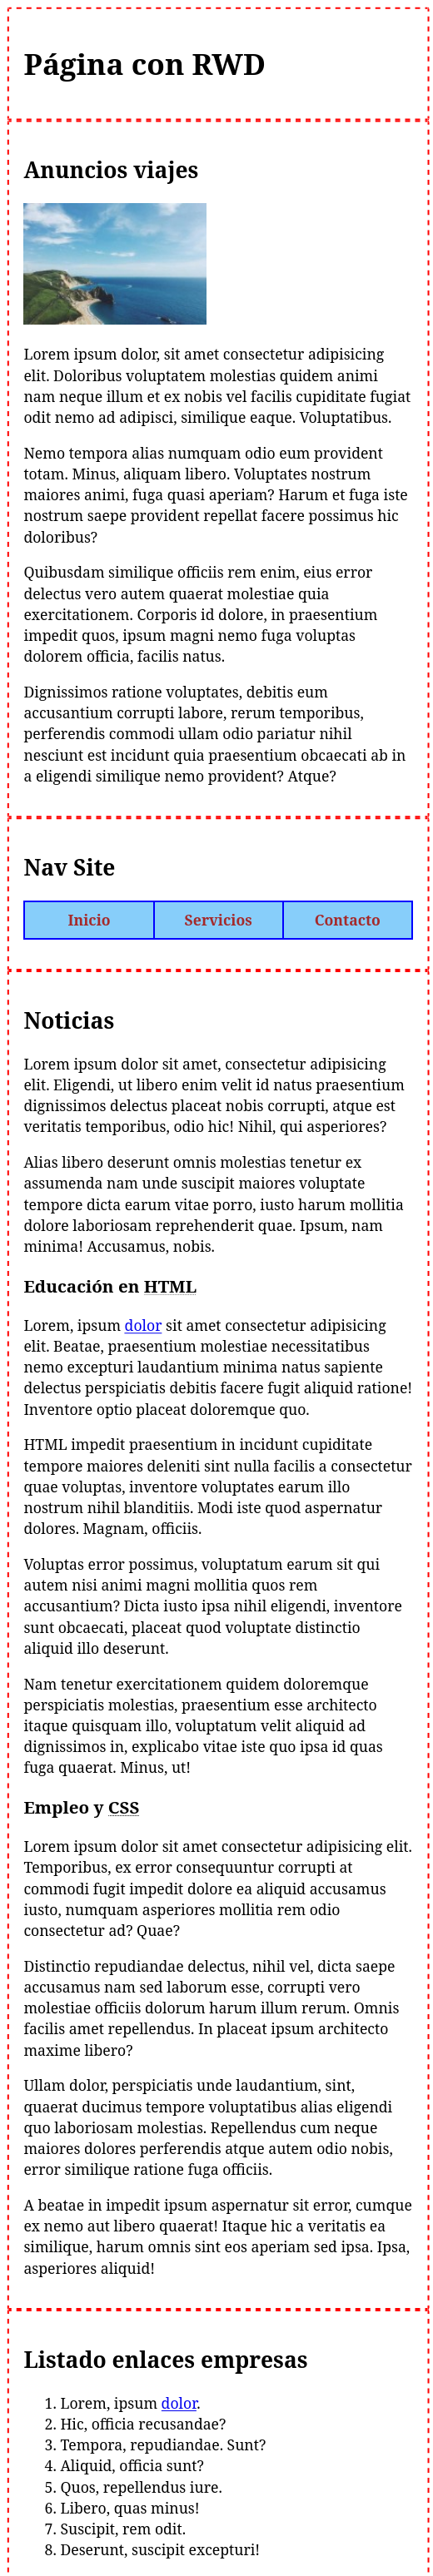 Página con RWD
Anuncios viajes
Lorem ipsum dolor, sit amet consectetur adipisicing
elit. Doloribus voluptatem molestias quidem animi
nam neque illum et ex nobis vel facilis cupiditate fugiat
odit nemo ad adipisci, similique eaque. Voluptatibus.
Nemo tempora alias numquam odio eum provident
totam. Minus, aliquam libero. Voluptates nostrum
maiores animi, fuga quasi aperiam? Harum et fuga iste
nostrum saepe provident repellat facere possimus hic
doloribus?
Quibusdam similique officiis rem enim, eius error
delectus vero autem quaerat molestiae quia
exercitationem. Corporis id dolore, in praesentium
impedit quos, ipsum magni nemo fuga voluptas
dolorem officia, facilis natus.
Dignissimos ratione voluptates, debitis eum
accusantium corrupti labore, rerum temporibus,
perferendis commodi ullam odio pariatur nihil
nesciunt est incidunt quia praesentium obcaecati ab in
a eligendi similique nemo provident? Atque?
Nav Site
Inicio Servicios Contacto
Noticias
Lorem ipsum dolor sit amet, consectetur adipisicing
elit. Eligendi, ut libero enim velit id natus praesentium
dignissimos delectus placeat nobis corrupti, atque est
veritatis temporibus, odio hic! Nihil, qui asperiores?
Alias libero deserunt omnis molestias tenetur ex
assumenda nam unde suscipit maiores voluptate
tempore dicta earum vitae porro, iusto harum mollitia
dolore laboriosam reprehenderit quae. Ipsum, nam
minima! Accusamus, nobis.
Educación en HTML
Lorem, ipsum dolor sit amet consectetur adipisicing
elit. Beatae, praesentium molestiae necessitatibus
nemo excepturi laudantium minima natus sapiente
delectus perspiciatis debitis facere fugit aliquid ratione!
Inventore optio placeat doloremque quo.
HTML impedit praesentium in incidunt cupiditate
tempore maiores deleniti sint nulla facilis a consectetur
quae voluptas, inventore voluptates earum illo
nostrum nihil blanditiis. Modi iste quod aspernatur
dolores. Magnam, officiis.
Voluptas error possimus, voluptatum earum sit qui
autem nisi animi magni mollitia quos rem
accusantium? Dicta iusto ipsa nihil eligendi, inventore
sunt obcaecati, placeat quod voluptate distinctio
aliquid illo deserunt.
Nam tenetur exercitationem quidem doloremque
perspiciatis molestias, praesentium esse architecto
itaque quisquam illo, voluptatum velit aliquid ad
dignissimos in, explicabo vitae iste quo ipsa id quas
fuga quaerat. Minus, ut!
Empleo y CSS
Lorem ipsum dolor sit amet consectetur adipisicing elit.
Temporibus, ex error consequuntur corrupti at
commodi fugit impedit dolore ea aliquid accusamus
iusto, numquam asperiores mollitia rem odio
consectetur ad? Quae?
Distinctio repudiandae delectus, nihil vel, dicta saepe
accusamus nam sed laborum esse, corrupti vero
molestiae officiis dolorum harum illum rerum. Omnis
facilis amet repellendus. In placeat ipsum architecto
maxime libero?
Ullam dolor, perspiciatis unde laudantium, sint,
quaerat ducimus tempore voluptatibus alias eligendi
quo laboriosam molestias. Repellendus cum neque
maiores dolores perferendis atque autem odio nobis,
error similique ratione fuga officiis.
A beatae in impedit ipsum aspernatur sit error, cumque
ex nemo aut libero quaerat! Itaque hic a veritatis ea
similique, harum omnis sint eos aperiam sed ipsa. Ipsa,
asperiores aliquid!
Listado enlaces empresas
1. Lorem, ipsum dolor.
2. Hic, officia recusandae?
3. Tempora, repudiandae. Sunt?
4. Aliquid, officia sunt?
5. Quos, repellendus iure.
6. Libero, quas minus!
7. Suscipit, rem odit.
8. Deserunt, suscipit excepturi!